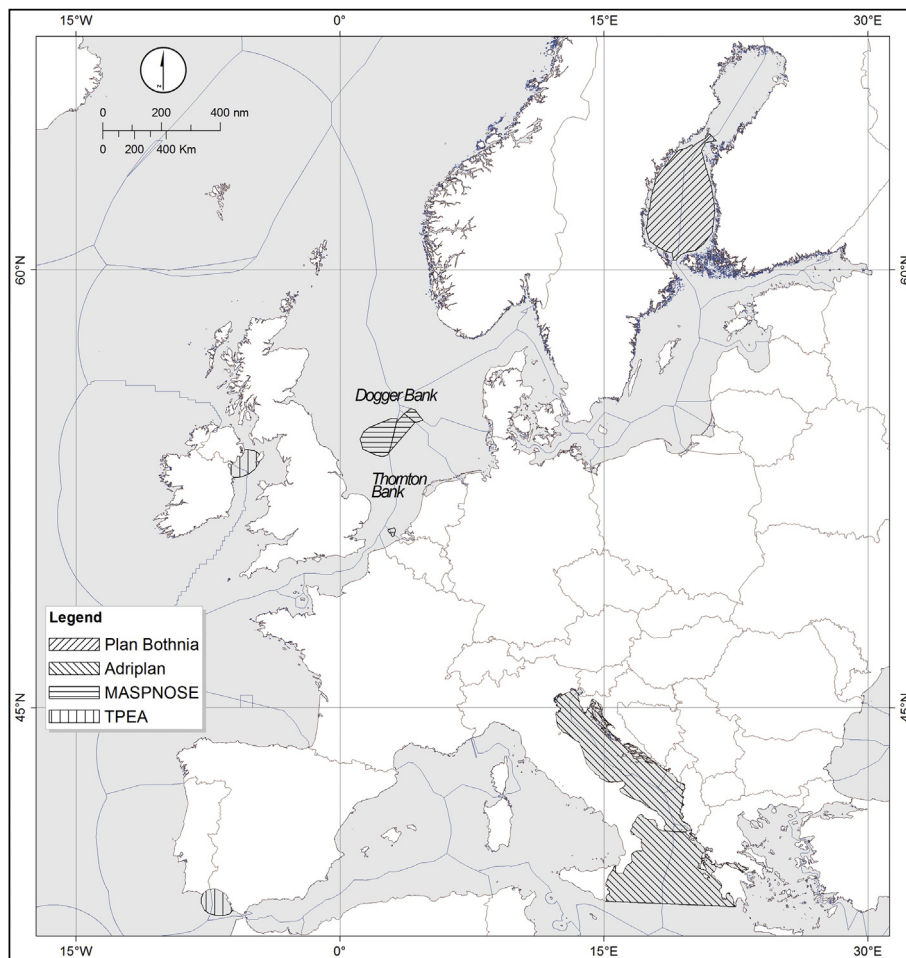 15°W 0° 15°E 30°E
0 200 400 nm
0 200 400 Km
60°N 60°N
Dogger Bank
Thornton
Bank
Legend
Plan Bothnia
Adriplan
MASPNOSE
TPEA
45°N 45°N
15°W 0° 15°E 30°E